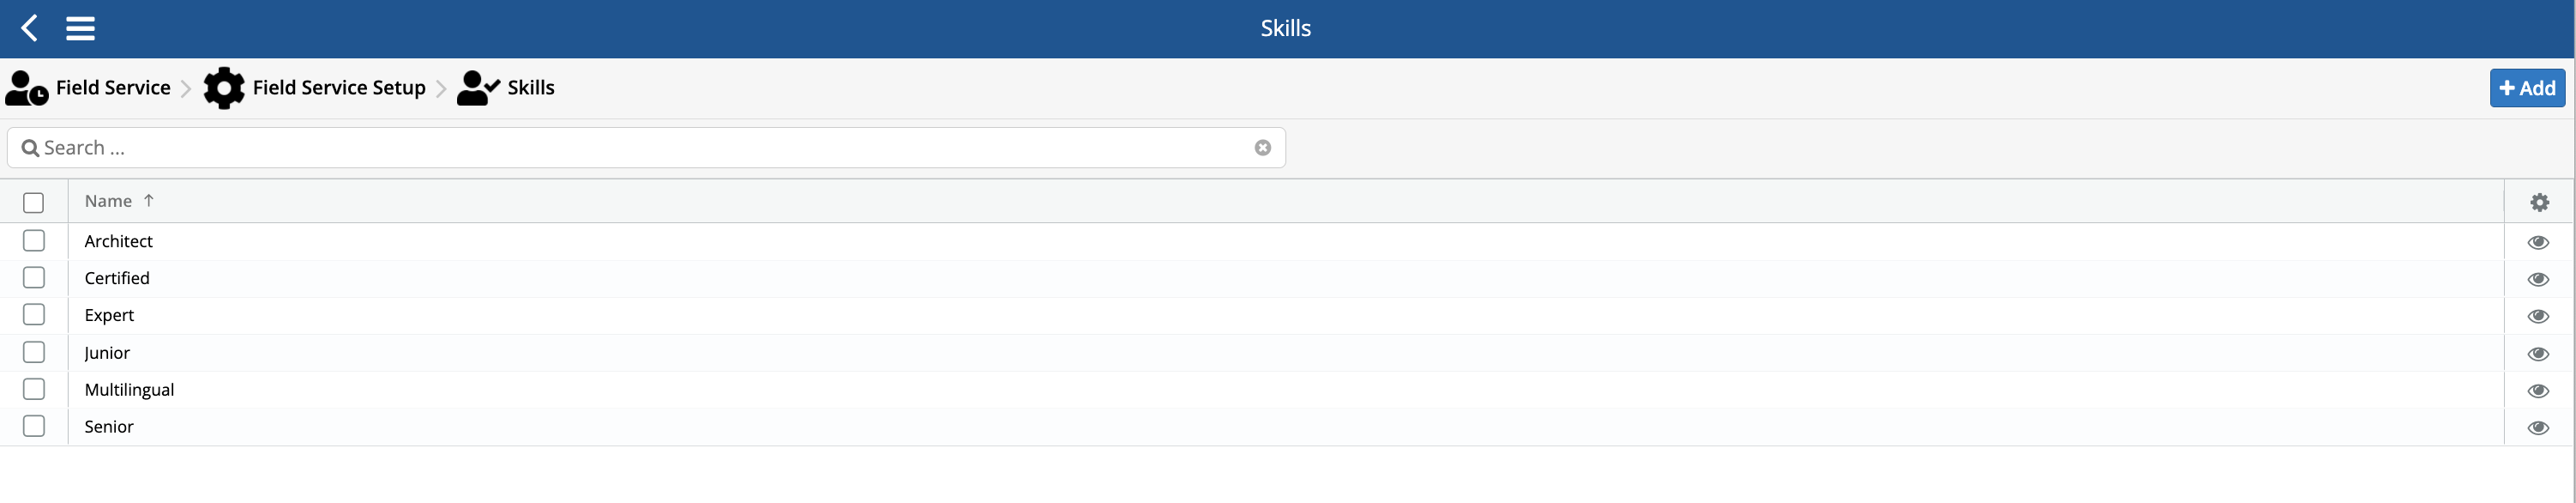 Skills
Field Service Field Service Setup Skills Add
Search ...
Name
Architect
Certified
Expert
Junior
Multilingual
Senior